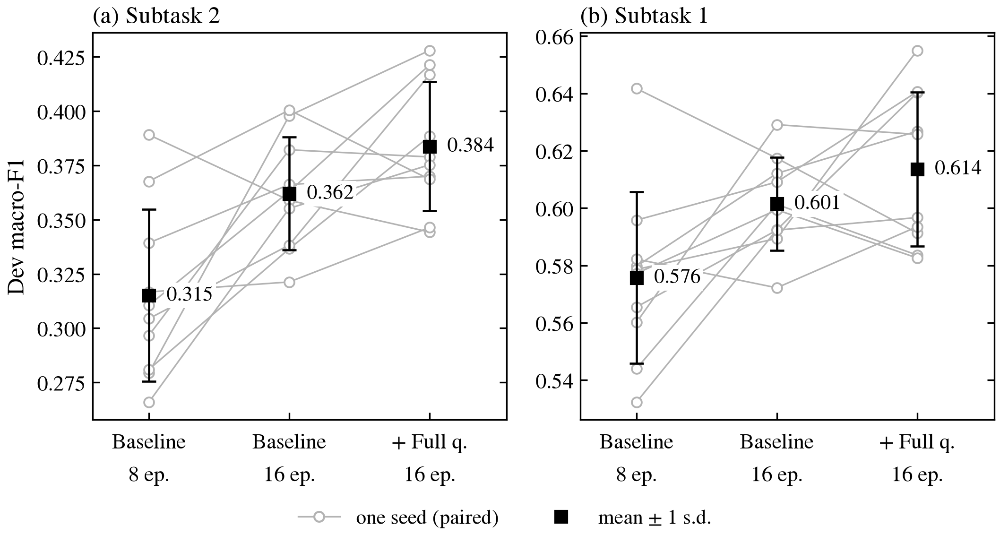 (a) Subtask 2
(b) Subtask 1
Dev macro-F1
0.425
0.400
0.375
0.350
0.325
0.300
0.275
0.315
0.362
0.384
Baseline
8 ep.
Baseline
16 ep.
+ Full q.
16 ep.
0.66
0.64
0.62
0.60
0.58
0.56
0.54
0.576
0.601
0.614
Baseline
8 ep.
Baseline
16 ep.
+ Full q.
16 ep.
one seed (paired)
mean ± 1 s.d.